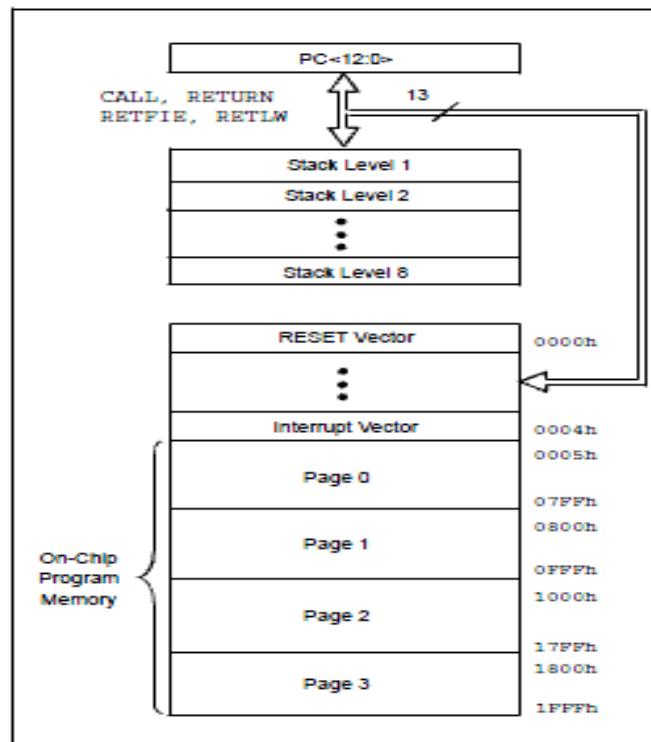 PC<12:0>
CALL, RETURN
RETFIE, RETLW
13
Stack Level 1
Stack Level 2
Stack Level 8
RESET Vector
0000h
Interrupt Vector
0004h
0005h
Page 0
07FFh
0800h
Page 1
On-Chip
Program
Memory
0FFFh
1000h
Page 2
17FFh
1800h
Page 3
1FFFh